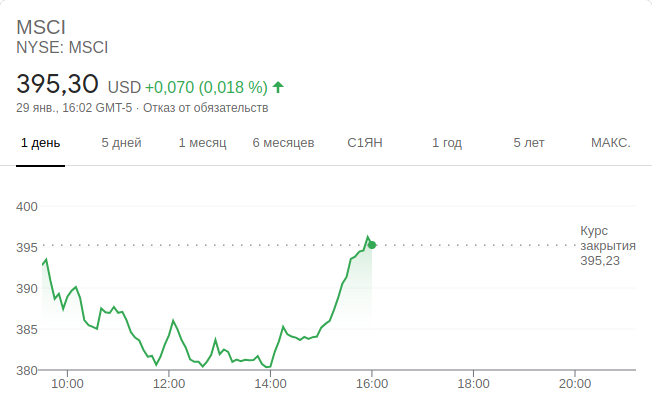 MSCI
NYSE: MSCI
395,30 USD +0,070 (0,018 %)
29 янв., 16:02 GMT-5 · Отказ от обязательств
1 день 5 дней 1 месяц 6 месяцев С1ЯН 1 год 5 лет МАКС.
400
395
390
385
380
Курс
закрытия
395,23
10:00 12:00 14:00 16:00 18:00 20:00